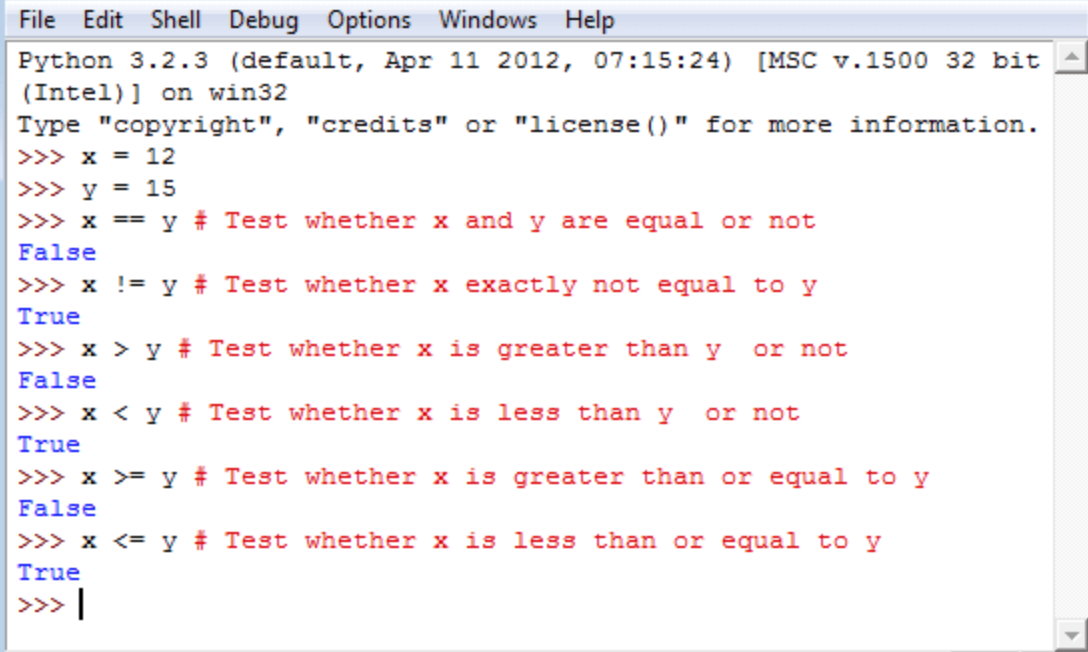 File Edit Shell Debug Options Windows Help
Python 3.2.3 (default, Apr 11 2012, 07:15:24) [MSC v.1500 32 bit
(Intel)] on win32
Type "copyright", "credits" or "license()" for more information.
>>> x = 12
>>> y = 15
>>> x == y # Test whether x and y are equal or not
False
>>> x != y # Test whether x exactly not equal to y
True
>>> x > y # Test whether x is greater than y  or not
False
>>> x < y # Test whether x is less than y  or not
True
>>> x >= y # Test whether x is greater than or equal to y
False
>>> x <= y # Test whether x is less than or equal to y
True
>>>